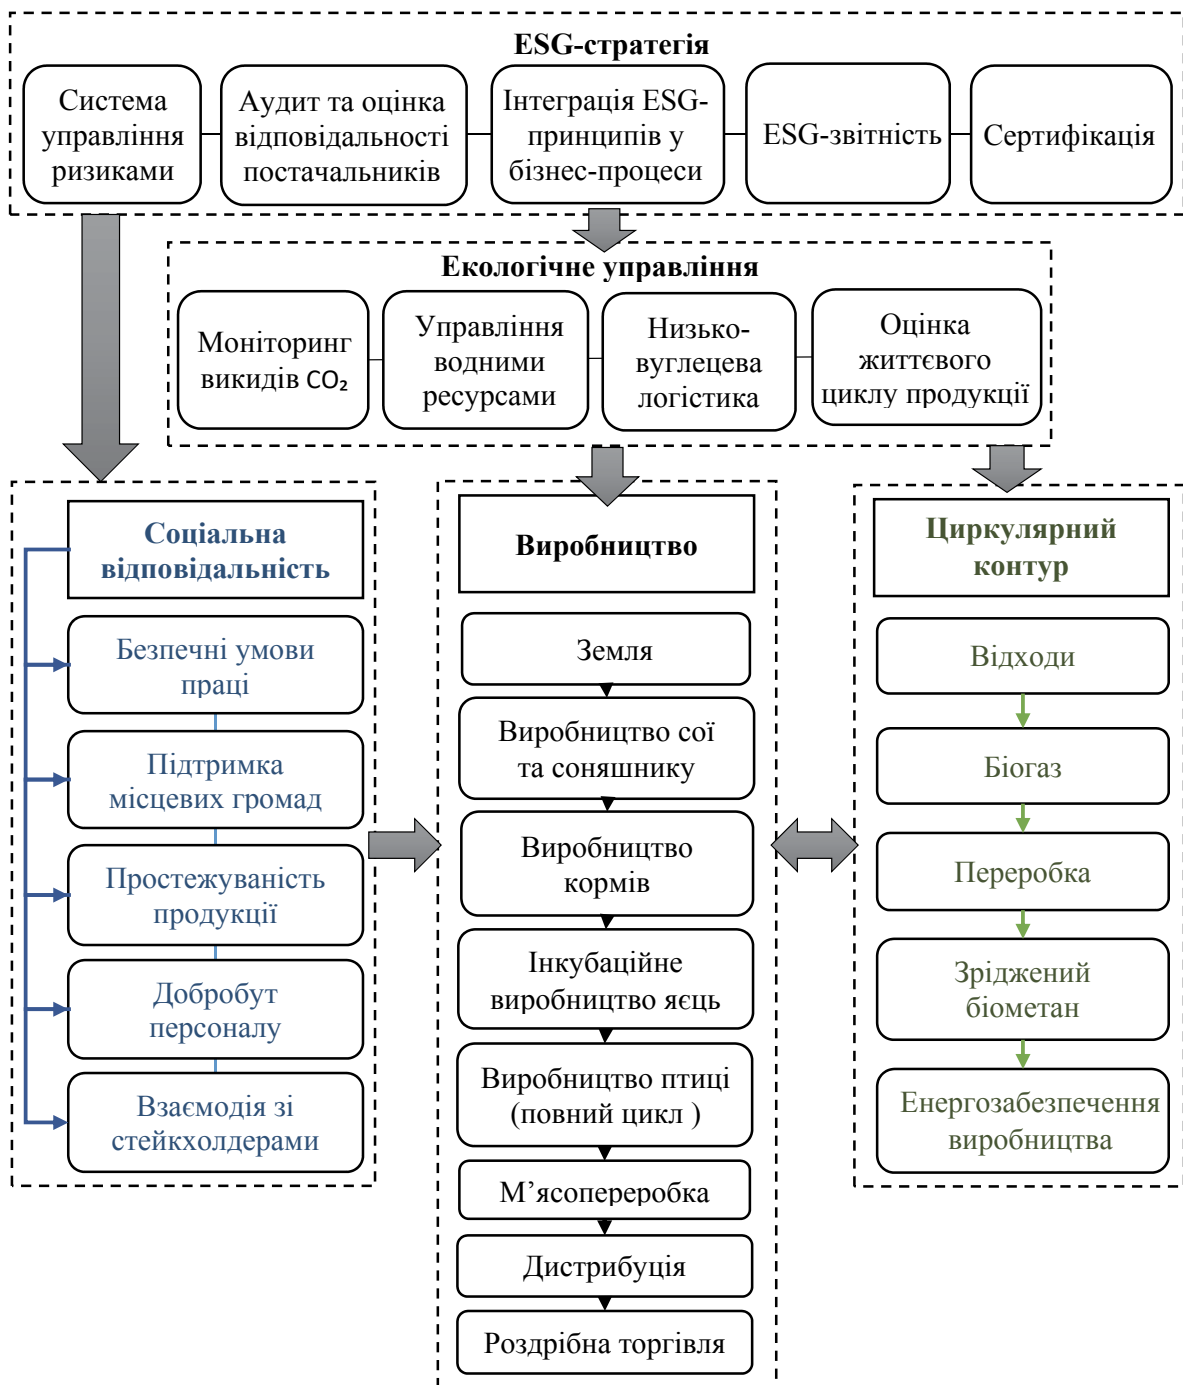 ESG-стратегія
Система
управління
ризиками
Аудит та оцінка
відповідальності
постачальників
Інтеграція ESG-
принципів у
бізнес-процеси
ESG-звітність
Сертифікація
Екологічне управління
Моніторинг
викидів CO₂
Управління
водними
ресурсами
Низько-
вуглецева
логістика
Оцінка
життєвого
циклу продукції
Соціальна
відповідальність
Безпечні умови
праці
Підтримка
місцевих громад
Простежуваність
продукції
Добробут
персоналу
Взаємодія зі
стейкхолдерами
Виробництво
Земля
Виробництво сої
та соняшнику
Виробництво
кормів
Інкубаційне
виробництво яєць
Виробництво птиці
(повний цикл )
М’ясопереробка
Дистрибуція
Роздрібна торгівля
Циркулярний
контур
Відходи
Біогаз
Переробка
Зріджений
біометан
Енергозабезпечення
виробництва